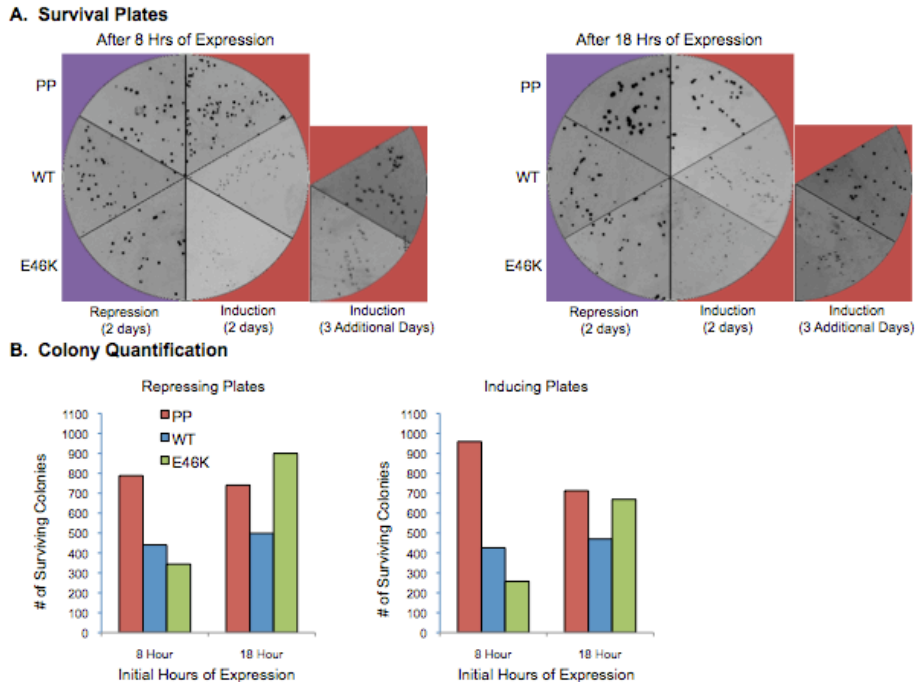 A. Survival Plates
After 8 Hrs of Expression
After 18 Hrs of Expression
PP
WT
E46K
Repression
(2 days)
Induction
(2 days)
Induction
(3 Additional Days)
PP
WT
E46K
Repression
(2 days)
Induction
(2 days)
Induction
(3 Additional Days)
B. Colony Quantification
Repressing Plates
# of Surviving Colonies
1100
1000
900
800
700
600
500
400
300
200
100
0
PP
WT
E46K
8 Hour
18 Hour
Initial Hours of Expression
Inducing Plates
# of Surviving Colonies
1100
1000
900
800
700
600
500
400
300
200
100
0
8 Hour
18 Hour
Initial Hours of Expression